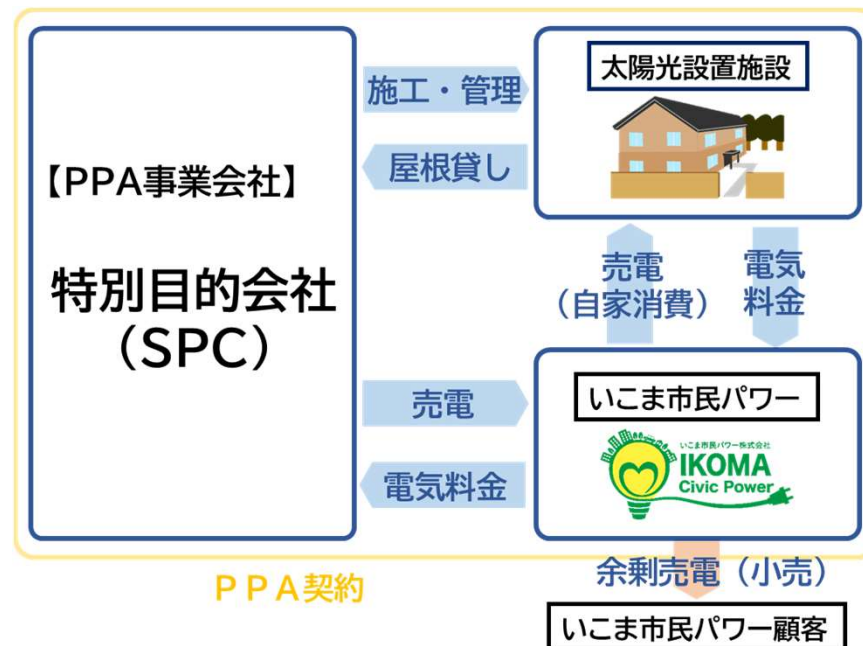 【PPA事業会社】
特別目的会社
（SPC）
施工・管理
屋根貸し
太陽光設置施設
売電
（自家消費）
電気
料金
売電
電気料金
いこま市民パワー
いこま市民パワー株式会社
IKOMA
Civic Power
ＰＰＡ契約
余剰売電（小売）
いこま市民パワー顧客